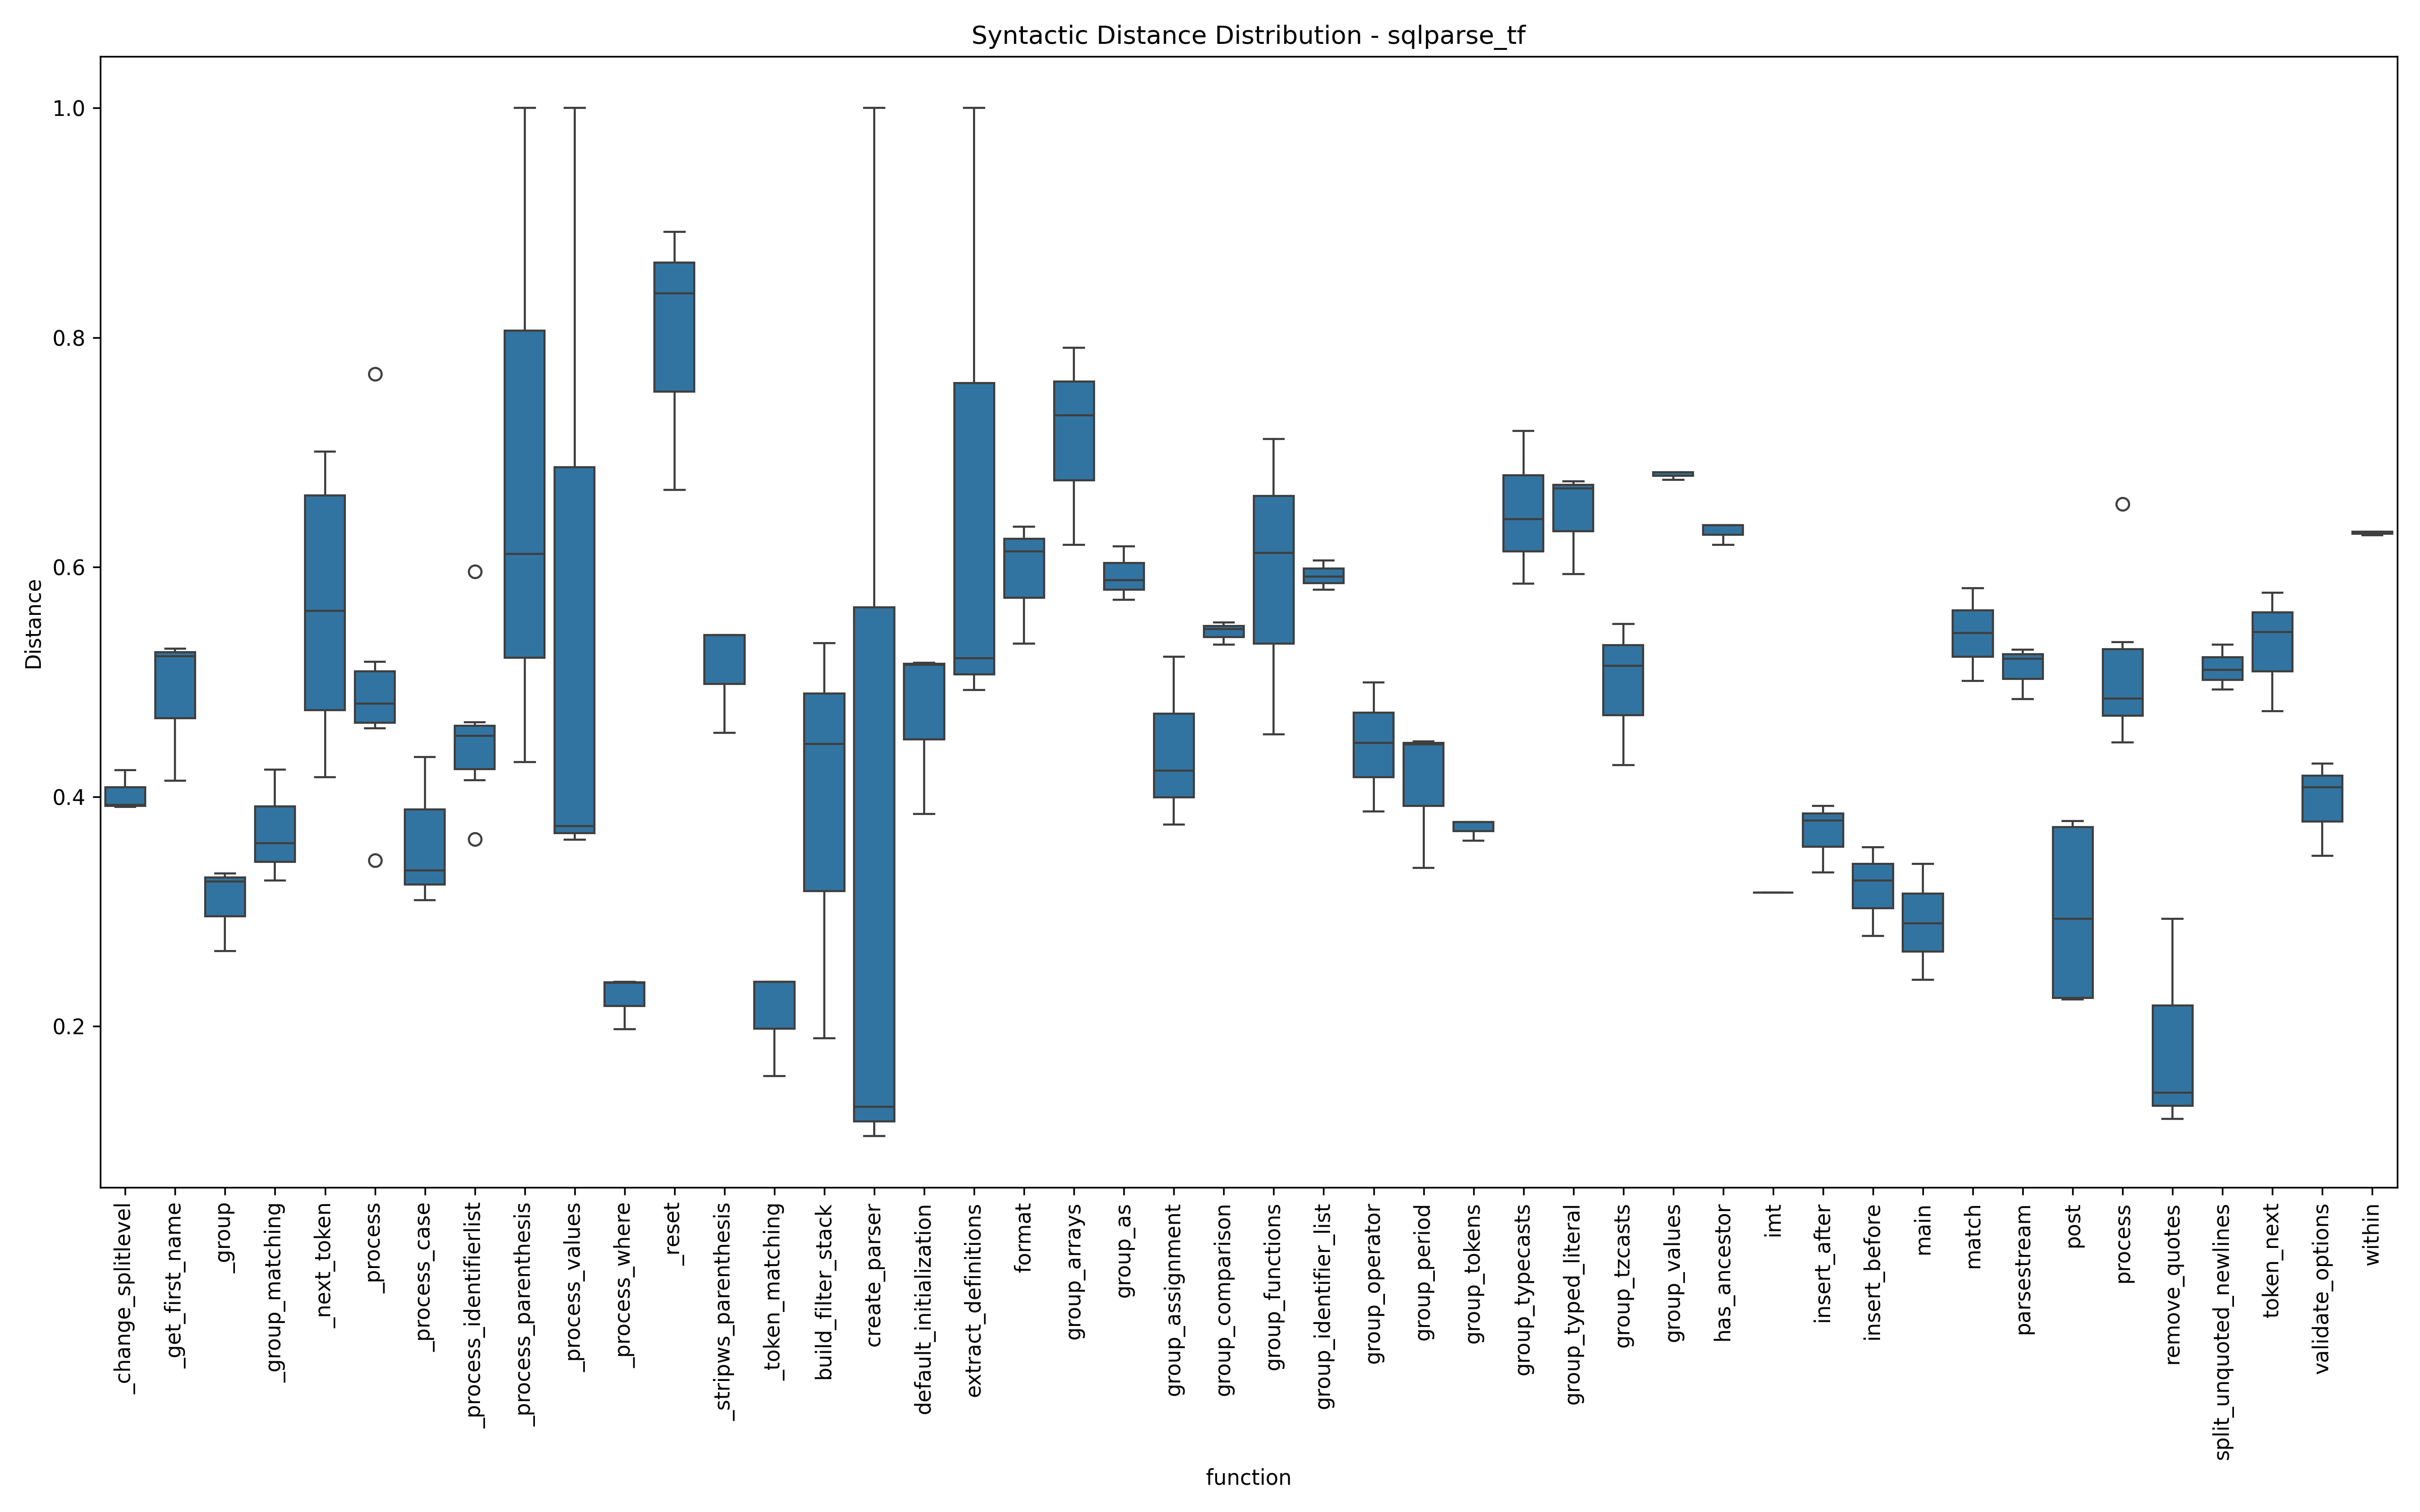 Syntactic Distance Distribution - sqlparse_tf
1.0
0.8
0.6
0.4
0.2
Distance
_change_splitlevel
_get_first_name
_group
_group_matching
_next_token
_process
_process_case
_process_identifierlist
_process_parenthesis
_process_values
_process_where
_reset
_stripws_parenthesis
_token_matching
build_filter_stack
create_parser
default_initialization
extract_definitions
format
group_arrays
group_as
group_assignment
group_comparison
group_functions
group_identifier_list
group_operator
group_period
group_tokens
group_typecasts
group_typed_literal
group_tzcasts
group_values
has_ancestor
imt
insert_after
insert_before
main
match
parsestream
post
process
remove_quotes
split_unquoted_newlines
token_next
validate_options
within
function